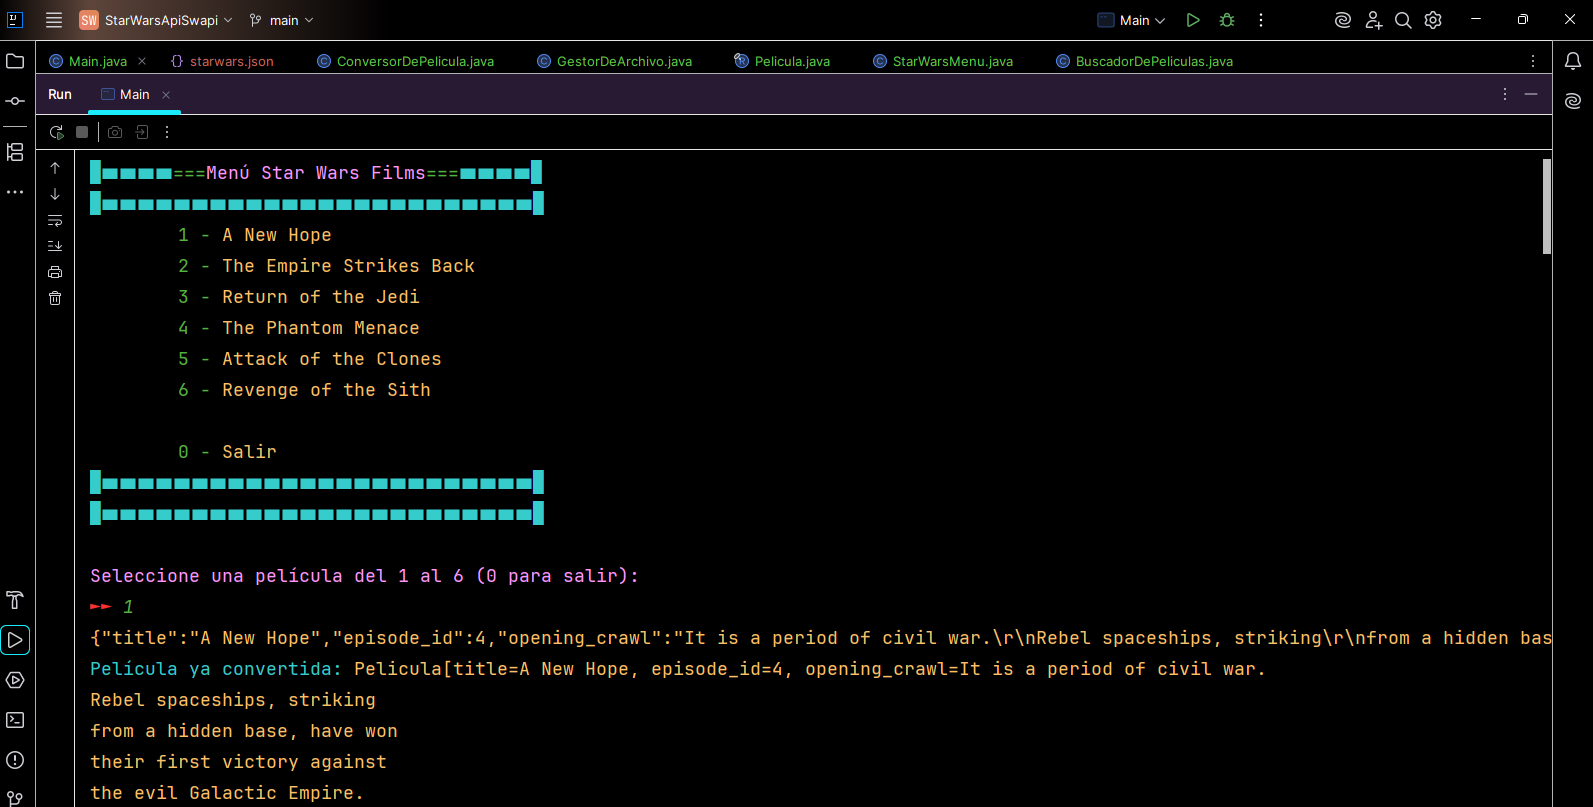 SW StarWarsApiSwapi main Main
Main.java starwars.json ConversorDePelicula.java GestorDeArchivo.java Pelicula.java StarWarsMenu.java BuscadorDePeliculas.java
Run Main
===Menú Star Wars Films===
1 - A New Hope
2 - The Empire Strikes Back
3 - Return of the Jedi
4 - The Phantom Menace
5 - Attack of the Clones
6 - Revenge of the Sith
0 - Salir
Seleccione una película del 1 al 6 (0 para salir):
►► 1
{"title":"A New Hope","episode_id":4,"opening_crawl":"It is a period of civil war.\r\nRebel spaceships, striking\r\nfrom a hidden bas
Película ya convertida: Pelicula[title=A New Hope, episode_id=4, opening_crawl=It is a period of civil war.
Rebel spaceships, striking
from a hidden base, have won
their first victory against
the evil Galactic Empire.